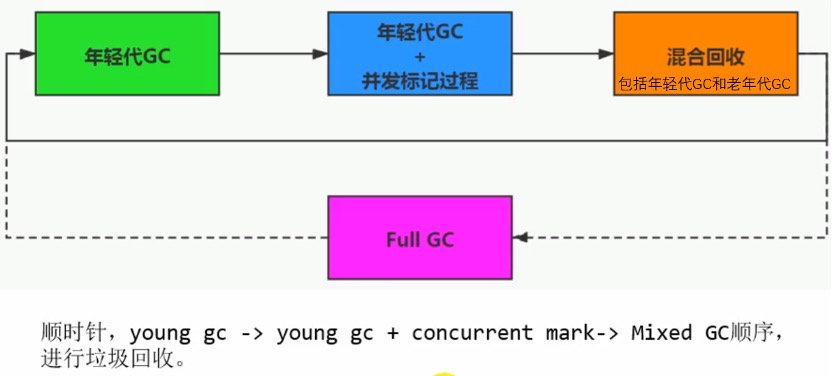 年轻代GC
年轻代GC
+
并发标记过程
混合回收
包括年轻代GC和老年代GC
Full GC
顺时针，young gc -> young gc + concurrent mark-> Mixed GC顺序，
进行垃圾回收。